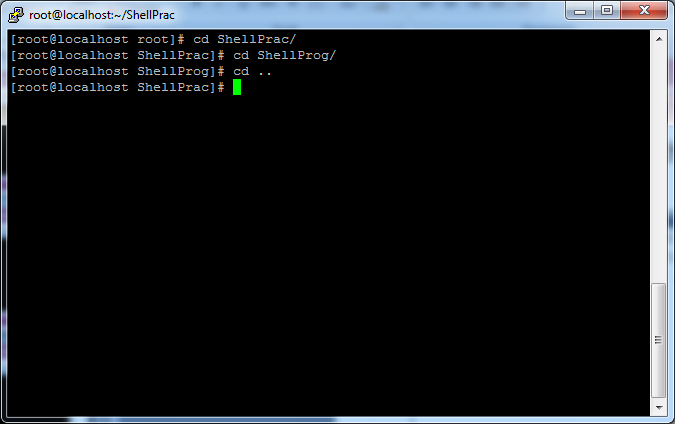 root@localhost:~/ShellPrac
[root@localhost root]# cd ShellPrac/
[root@localhost ShellPrac]# cd ShellProg/
[root@localhost ShellProg]# cd ..
[root@localhost ShellPrac]#